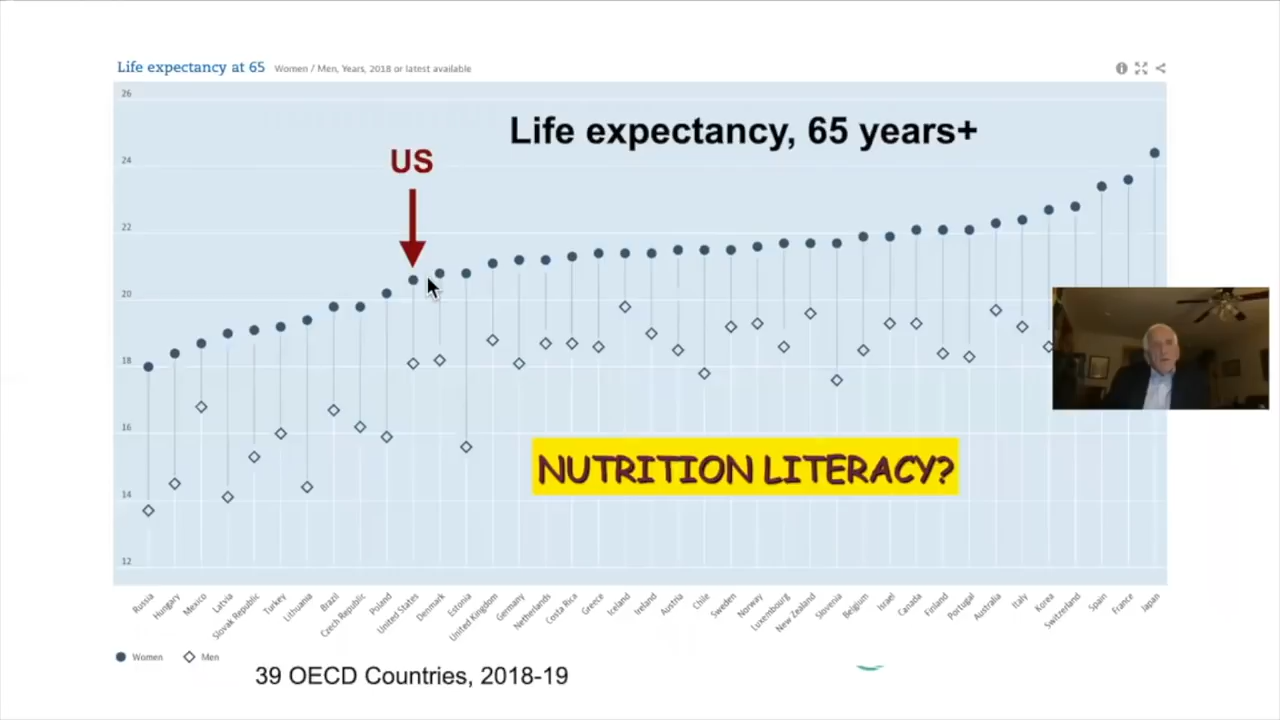 Life expectancy at 65 Women / Men, Years, 2018 or latest available
Life expectancy, 65 years+
US
26
24
22
20
18
16
14
12
NUTRITION LITERACY?
Russia
Hungary
Mexico
Latvia
Slovak Republic
Turkey
Lithuania
Brazil
Czech Republic
Poland
United States
Denmark
Estonia
United Kingdom
Germany
Netherlands
Costa Rica
Greece
Iceland
Ireland
Austria
Chile
Sweden
Norway
Luxembourg
New Zealand
Slovenia
Belgium
Israel
Canada
Finland
Portugal
Australia
Italy
Korea
Switzerland
Spain
France
Japan
Women Men
39 OECD Countries, 2018-19